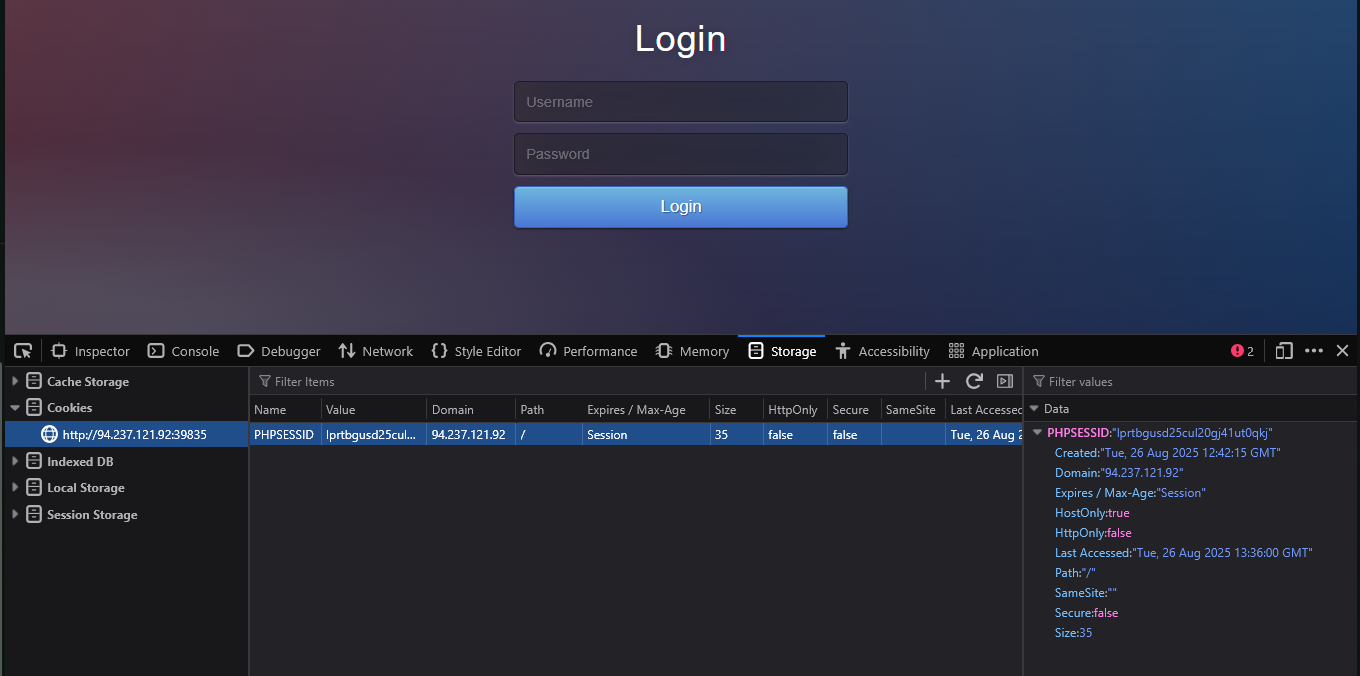 Login
Username
Password
Login
Inspector Console Debugger Network Style Editor Performance Memory Storage Accessibility Application 2
Cache Storage
Cookies
http://94.237.121.92:39835
Indexed DB
Local Storage
Session Storage
Filter Items
Name Value Domain Path Expires / Max-Age Size HttpOnly Secure SameSite Last Accessed
PHPSESSID lprtbgusd25cul... 94.237.121.92 / Session 35 false false Tue, 26 Aug 2
Filter values
Data
PHPSESSID:"lprtbgusd25cul20gj41ut0qkj"
Created:"Tue, 26 Aug 2025 12:42:15 GMT"
Domain:"94.237.121.92"
Expires / Max-Age:"Session"
HostOnly:true
HttpOnly:false
Last Accessed:"Tue, 26 Aug 2025 13:36:00 GMT"
Path:"/"
SameSite:""
Secure:false
Size:35